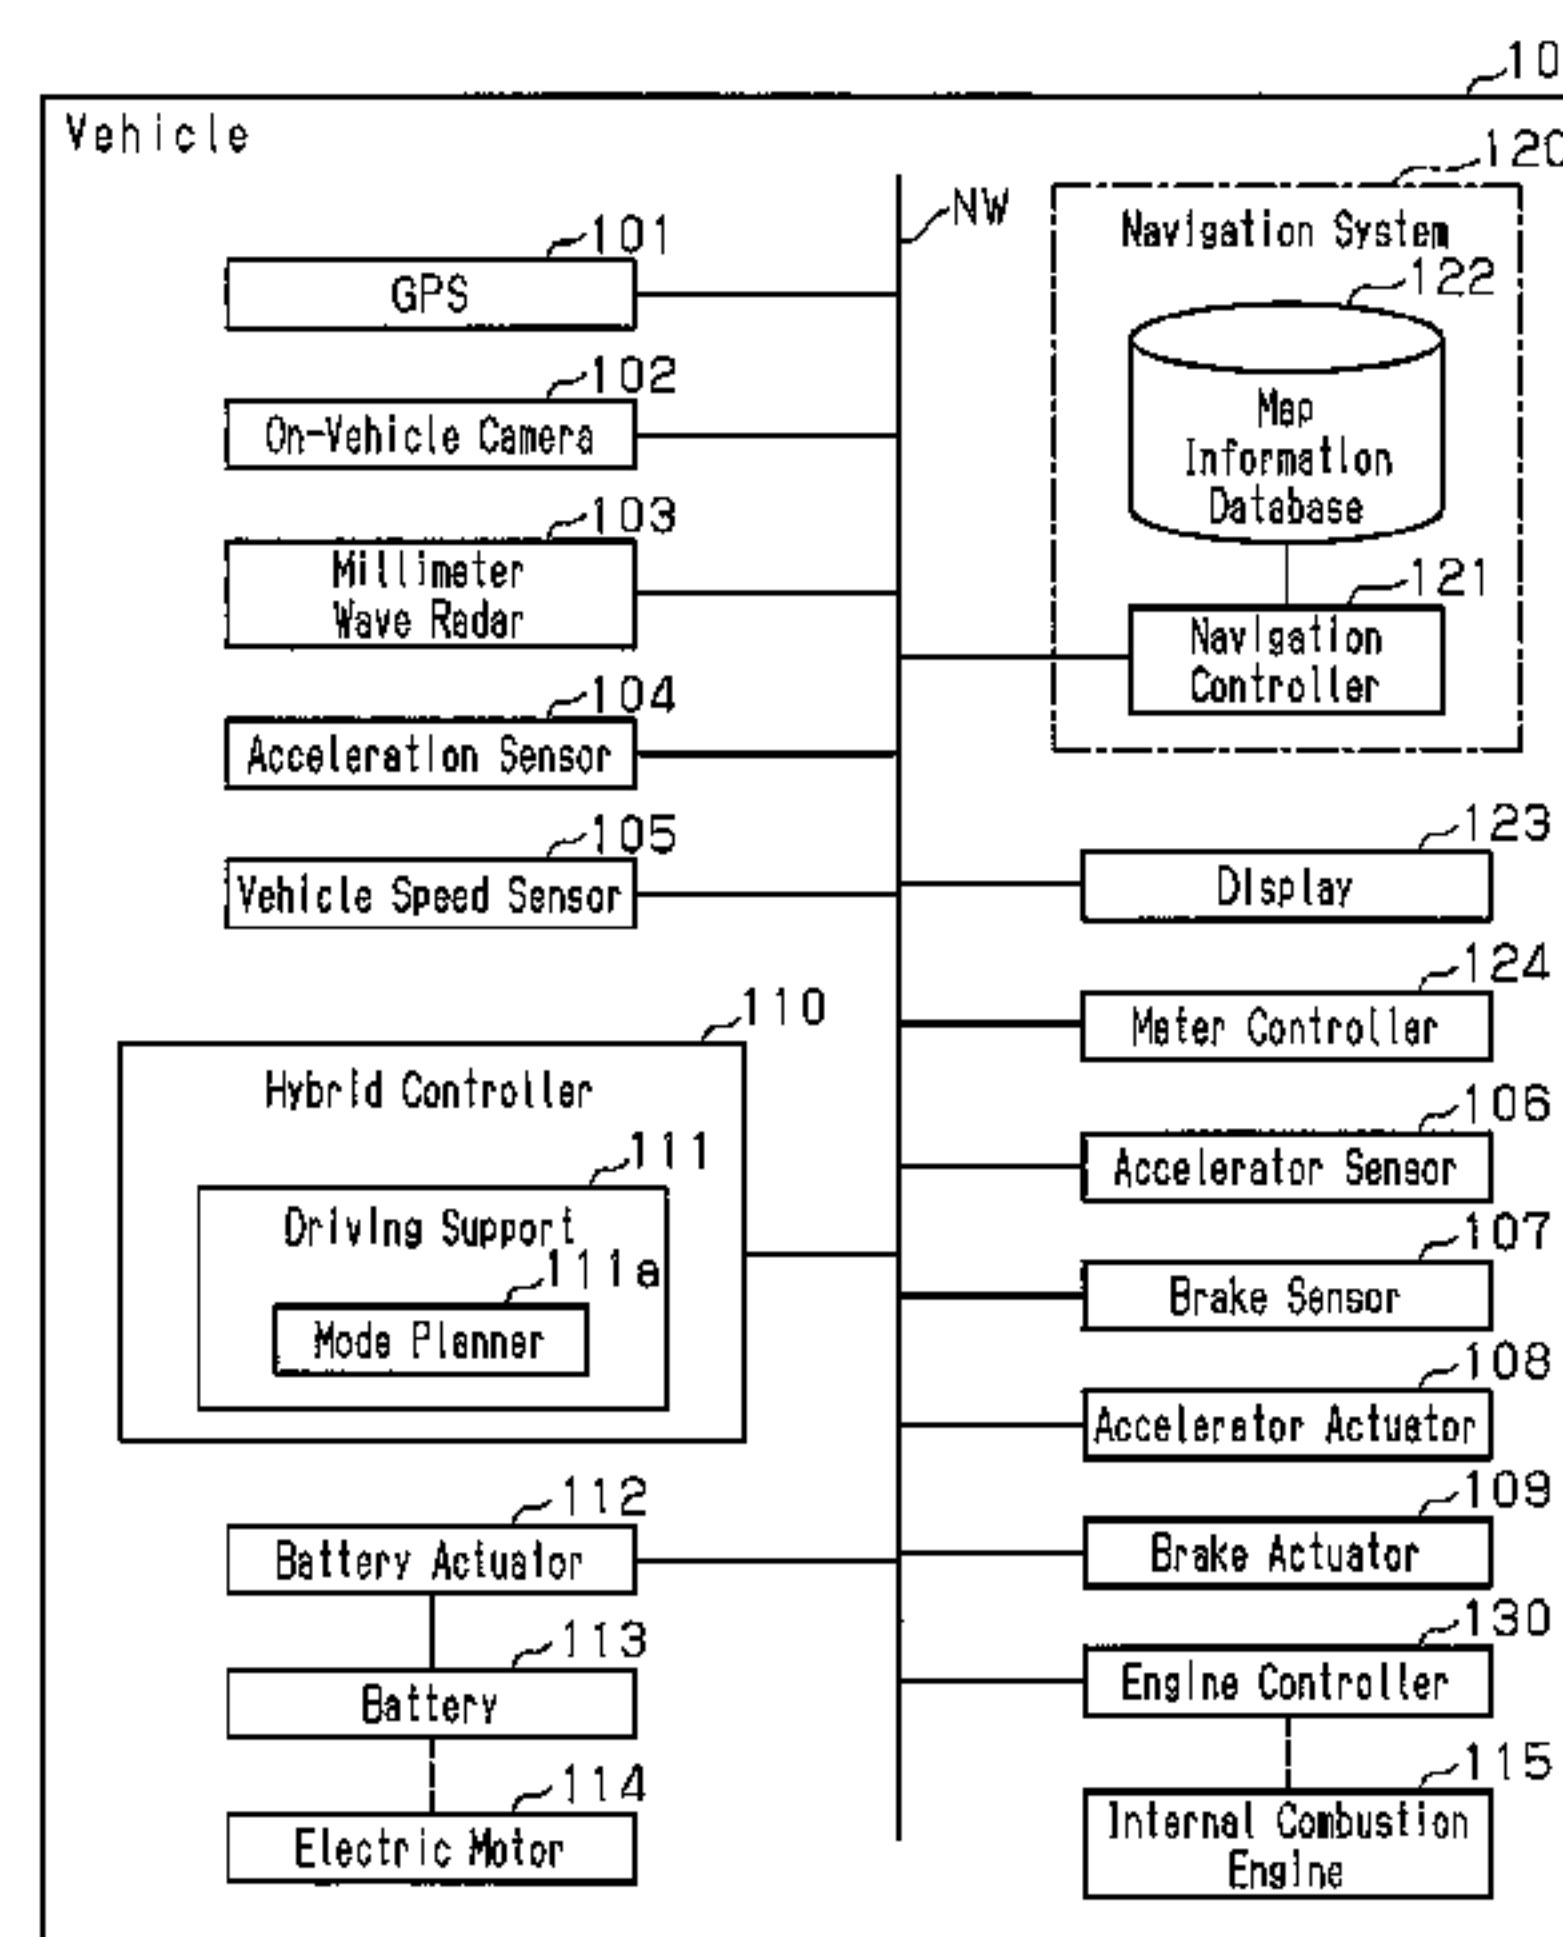 10
Vehicle
120
NW
Navigation System
101
GPS
122
Map
Information
Database
102
On-Vehicle Camera
103
Millimeter
Wave Radar
121
Navigation
Controller
104
Acceleration Sensor
105
Vehicle Speed Sensor
123
Display
124
Meter Controller
110
Hybrid Controller
106
Accelerator Sensor
111
Driving Support
107
Brake Sensor
111a
Mode Planner
108
Accelerator Actuator
112
Battery Actuator
109
Brake Actuator
113
Battery
130
Engine Controller
114
Electric Motor
115
Internal Combustion
Engine